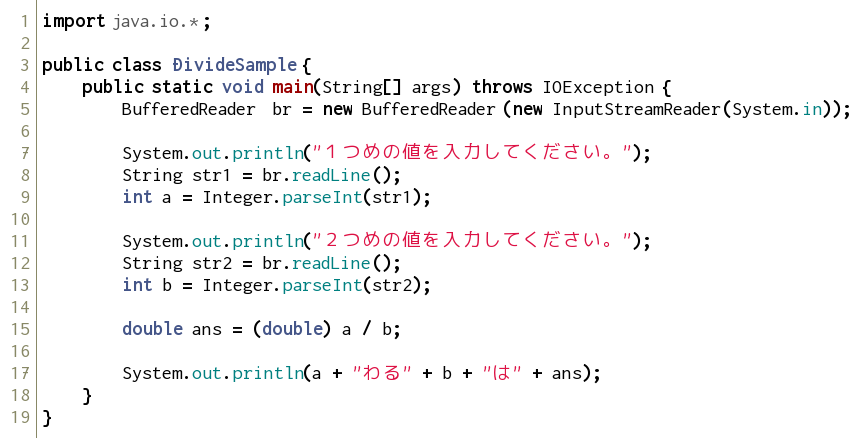 1 import java.io.*;
2
3 public class DivideSample {
4     public static void main(String[] args) throws IOException {
5         BufferedReader br = new BufferedReader (new InputStreamReader(System.in));
6
7         System.out.println("１つめの値を入力してください。");
8         String str1 = br.readLine();
9         int a = Integer.parseInt(str1);
10
11         System.out.println("２つめの値を入力してください。");
12         String str2 = br.readLine();
13         int b = Integer.parseInt(str2);
14
15         double ans = (double) a / b;
16
17         System.out.println(a + "わる" + b + "は" + ans);
18     }
19 }